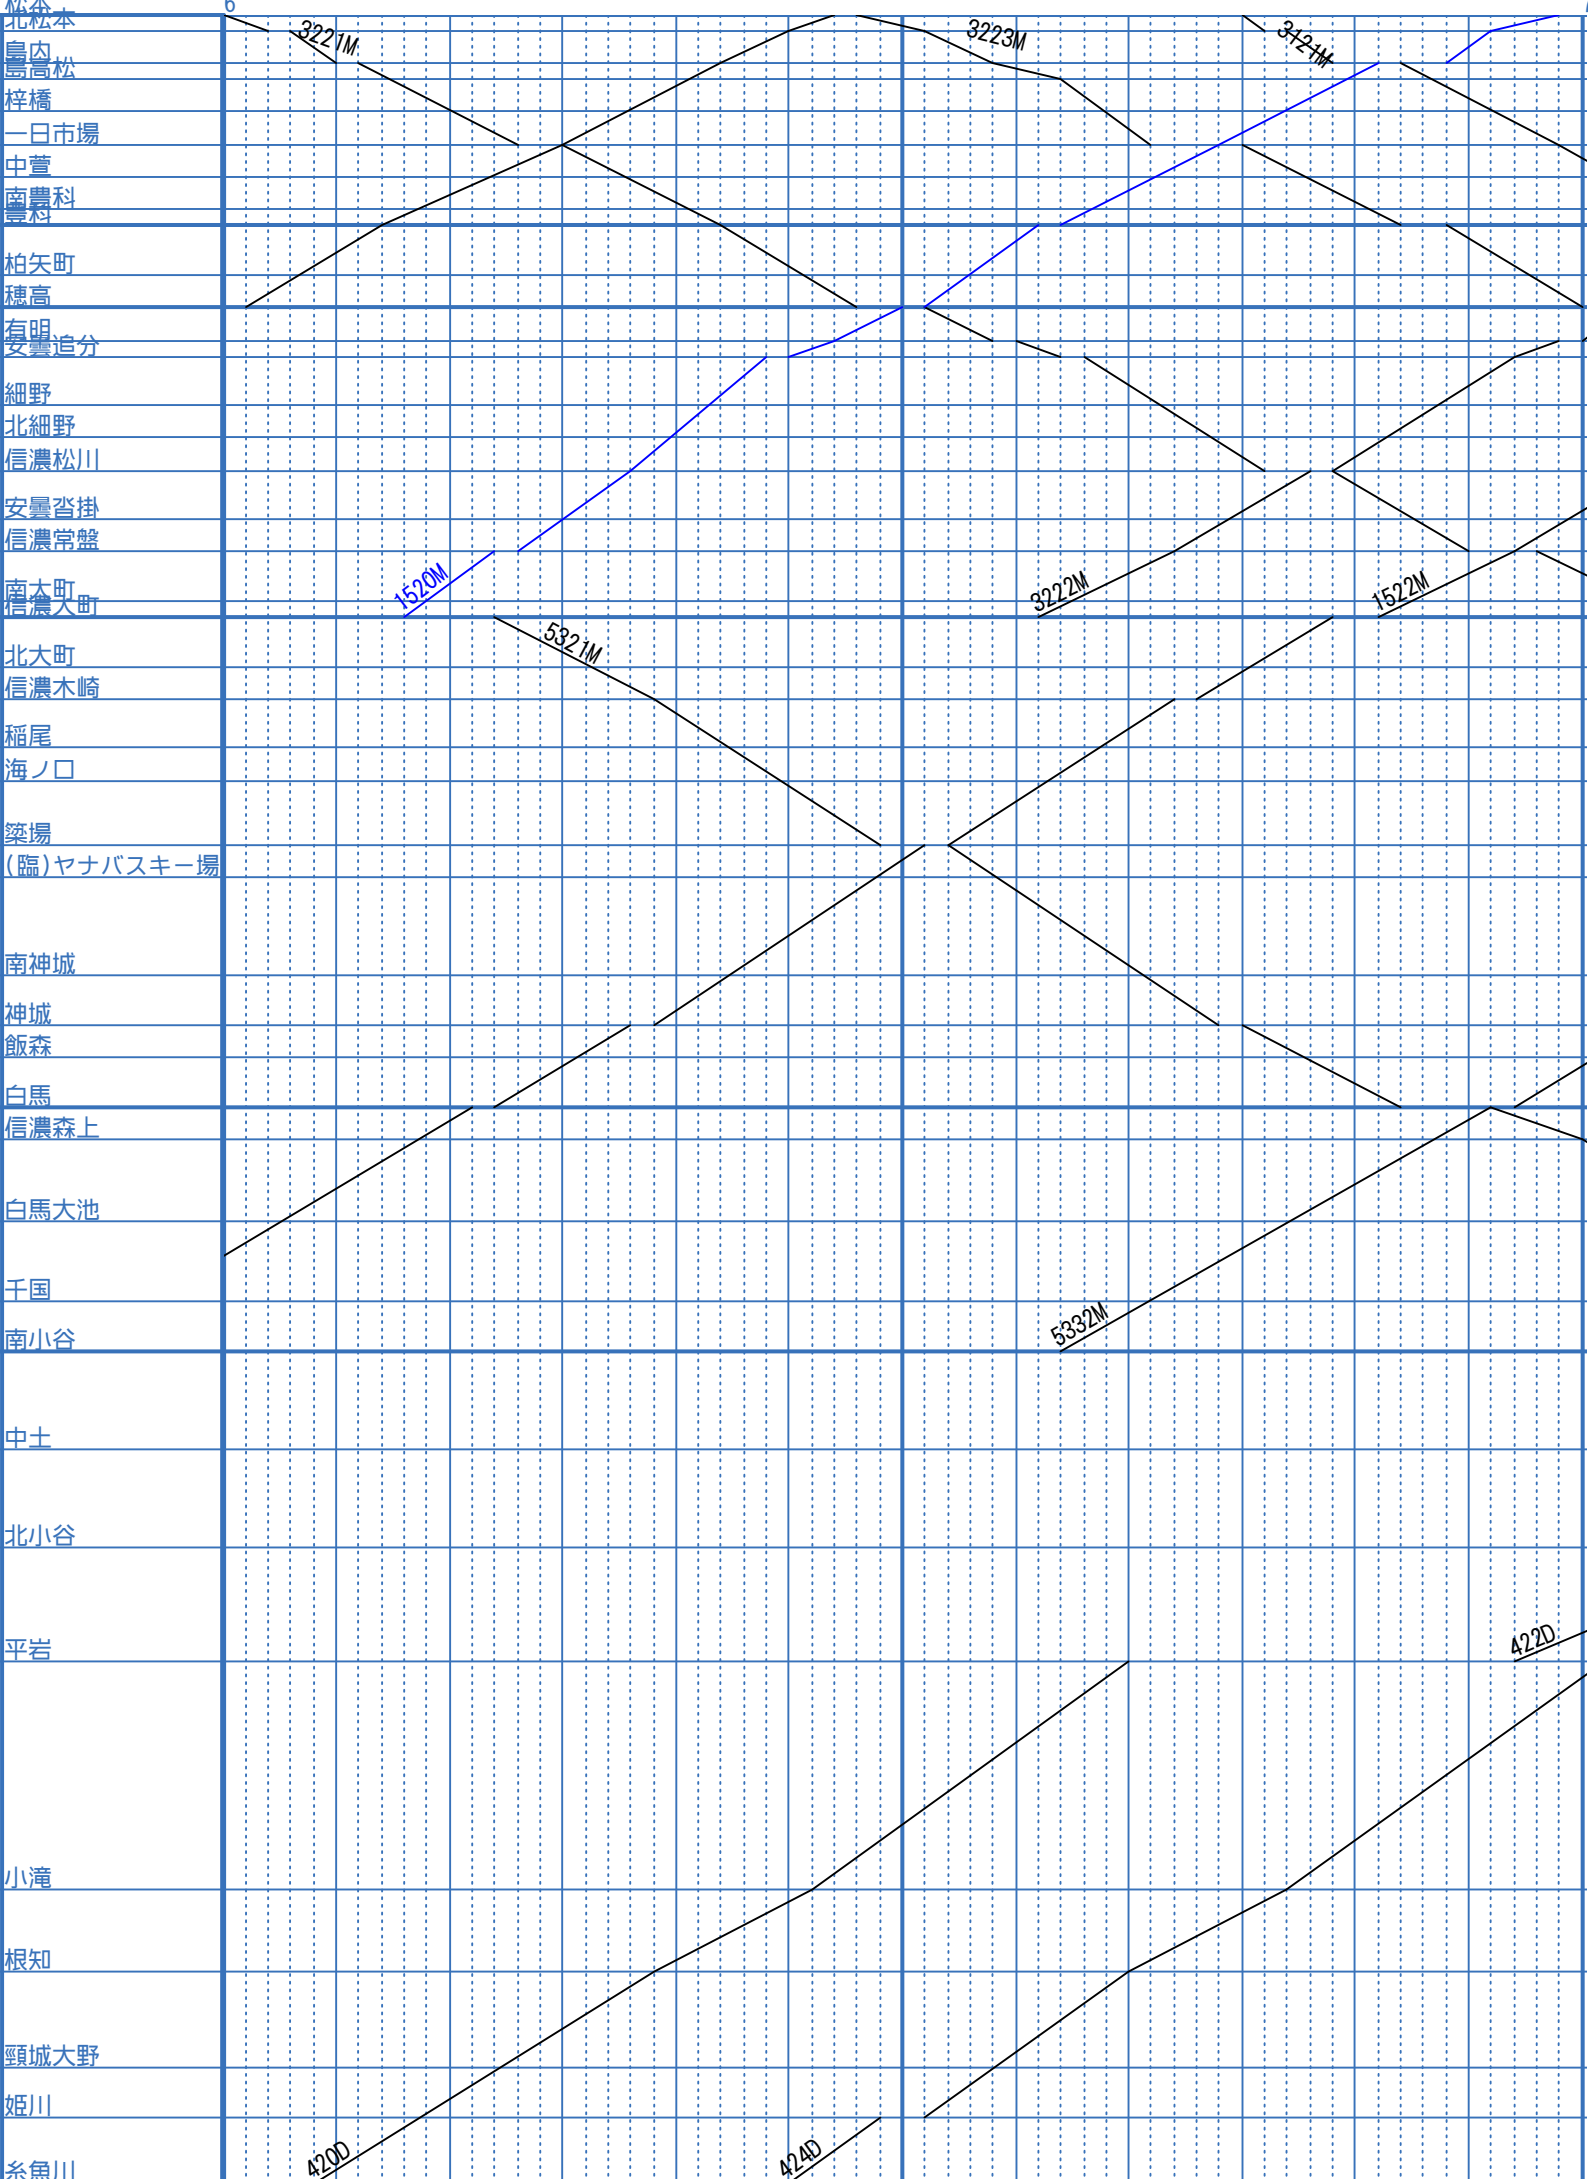 松本
6
北松本
島内
島高松
梓橋
一日市場
中萱
南豊科
豊科
柏矢町
穂高
有明
安曇追分
細野
北細野
信濃松川
安曇沓掛
信濃常盤
南大町
信濃大町
北大町
信濃木崎
稲尾
海ノ口
簗場
(臨)ヤナバスキー場
南神城
神城
飯森
白馬
信濃森上
白馬大池
千国
南小谷
中土
北小谷
平岩
小滝
根知
頸城大野
姫川
糸魚川
3221M
3223M
3121M
1520M
3222M
1522M
5321M
5332M
422D
420D
424D